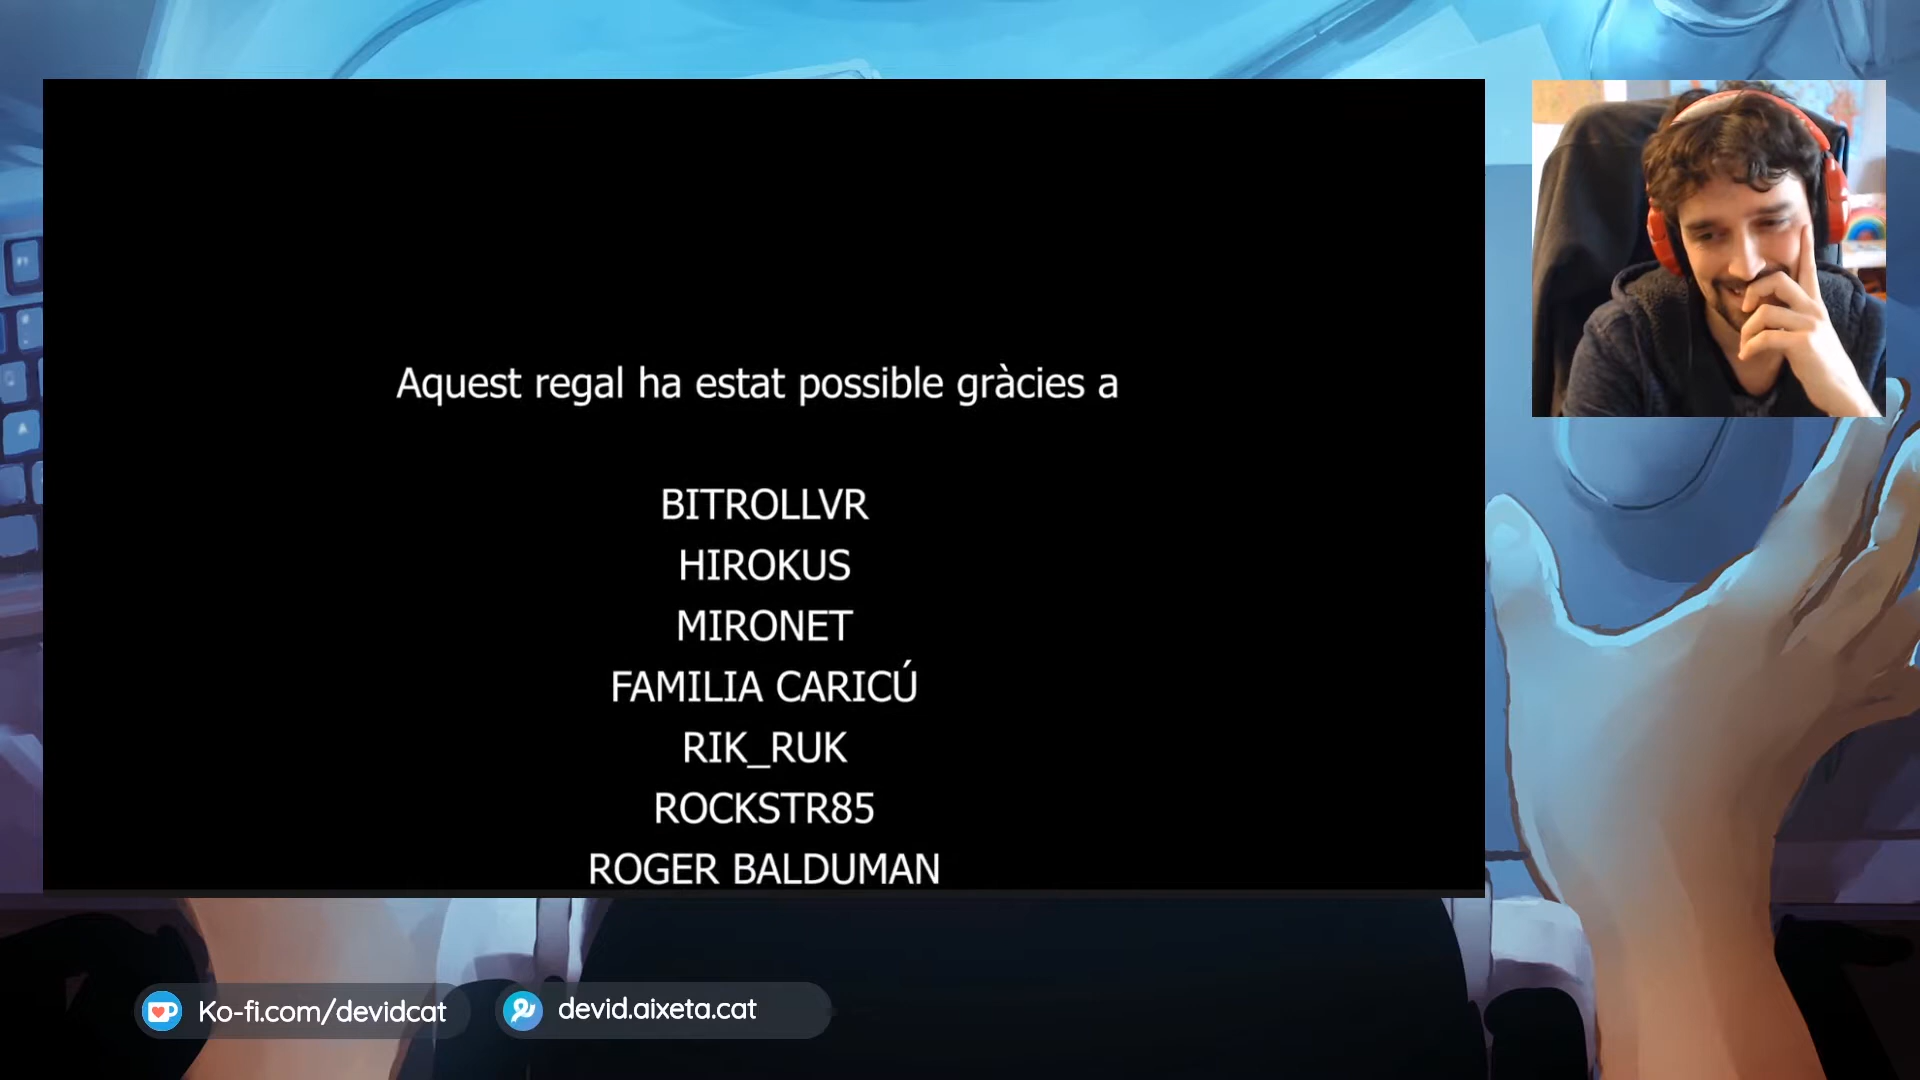 Aquest regal ha estat possible gràcies a
BITROLLVR
HIROKUS
MIRONET
FAMILIA CARICÚ
RIK_RUK
ROCKSTR85
ROGER BALDUMAN
Ko-fi.com/devidcat
devid.aixeta.cat